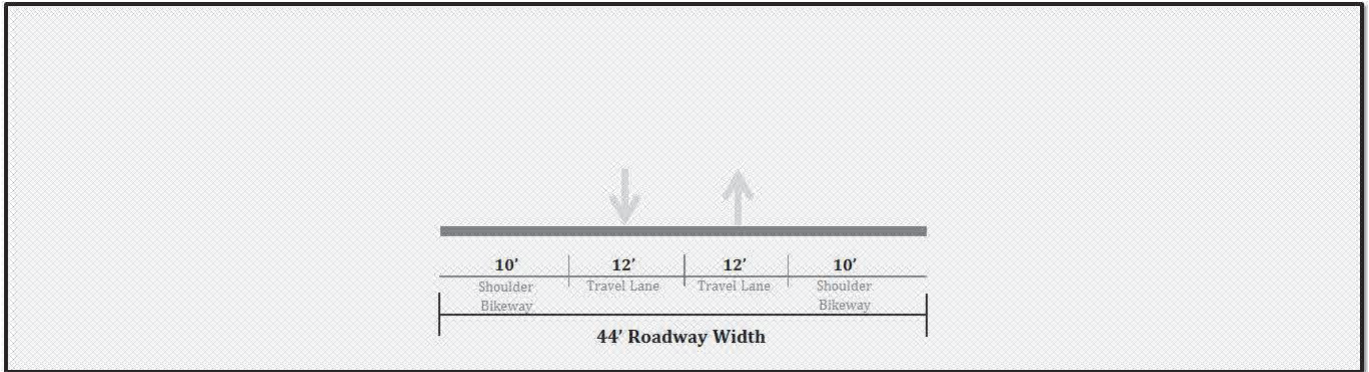 10’ 12’ 12’ 10’
Shoulder Travel Lane Travel Lane Shoulder
Bikeway Bikeway
44’ Roadway Width